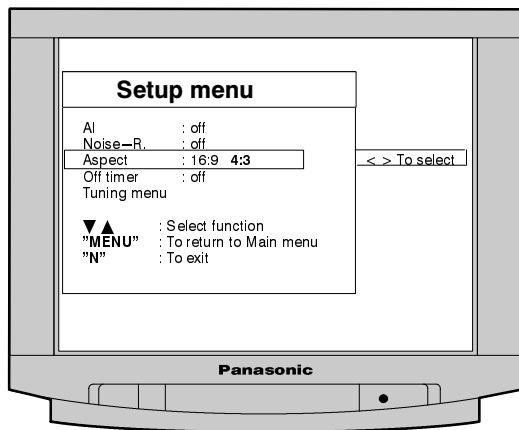 Setup menu
AI : off
Noise–R. : off
Aspect : 16:9 4:3
< > To select
Off timer : off
Tuning menu
▼▲ : Select function
"MENU" : To return to Main menu
"N" : To exit
Panasonic